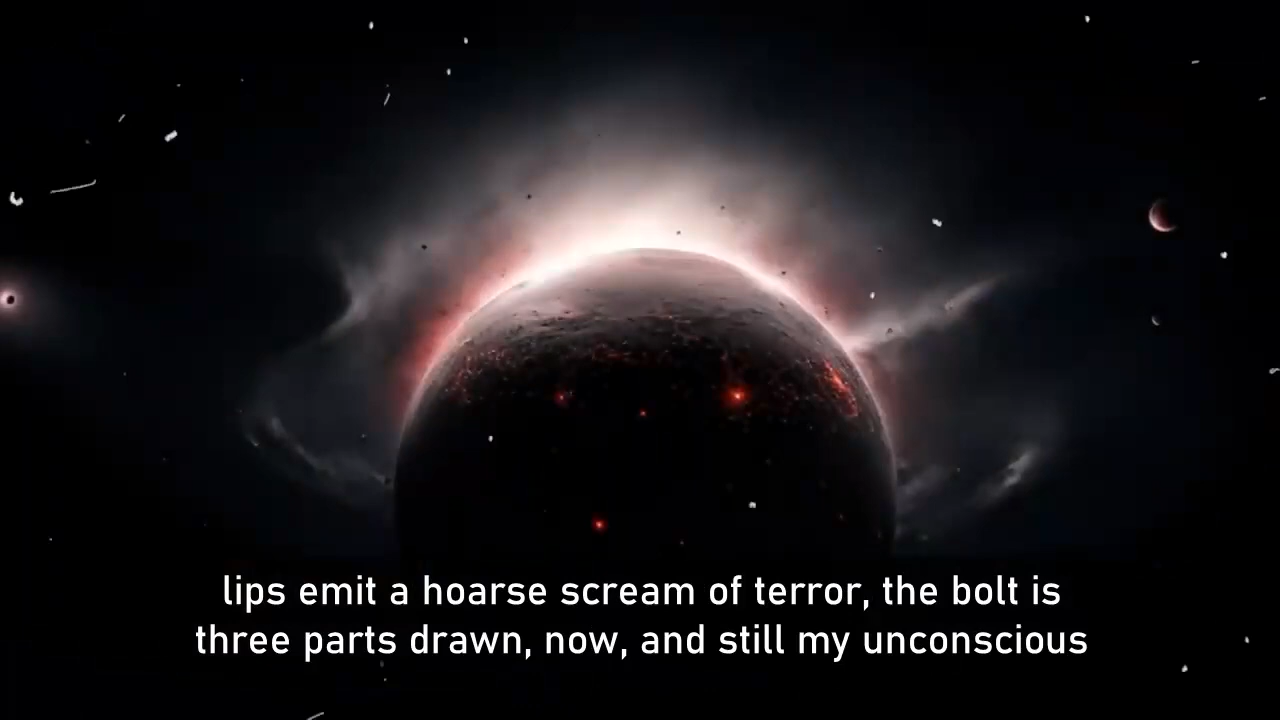 lips emit a hoarse scream of terror, the bolt is
three parts drawn, now, and still my unconscious